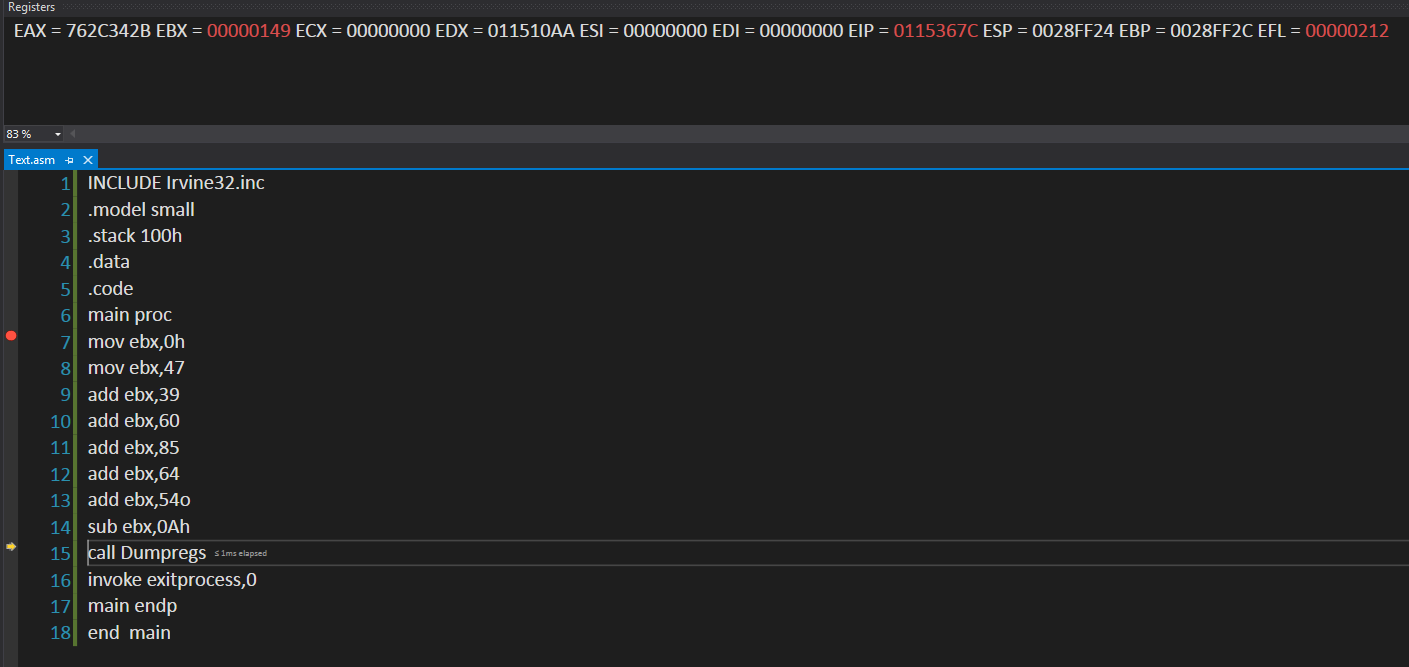 Registers
EAX = 762C342B EBX = 00000149 ECX = 00000000 EDX = 011510AA ESI = 00000000 EDI = 00000000 EIP = 0115367C ESP = 0028FF24 EBP = 0028FF2C EFL = 00000212
83 %
Text.asm
1 INCLUDE Irvine32.inc
2 .model small
3 .stack 100h
4 .data
5 .code
6 main proc
7 mov ebx,0h
8 mov ebx,47
9 add ebx,39
10 add ebx,60
11 add ebx,85
12 add ebx,64
13 add ebx,54o
14 sub ebx,0Ah
15 call Dumpregs ≤ 1ms elapsed
16 invoke exitprocess,0
17 main endp
18 end  main